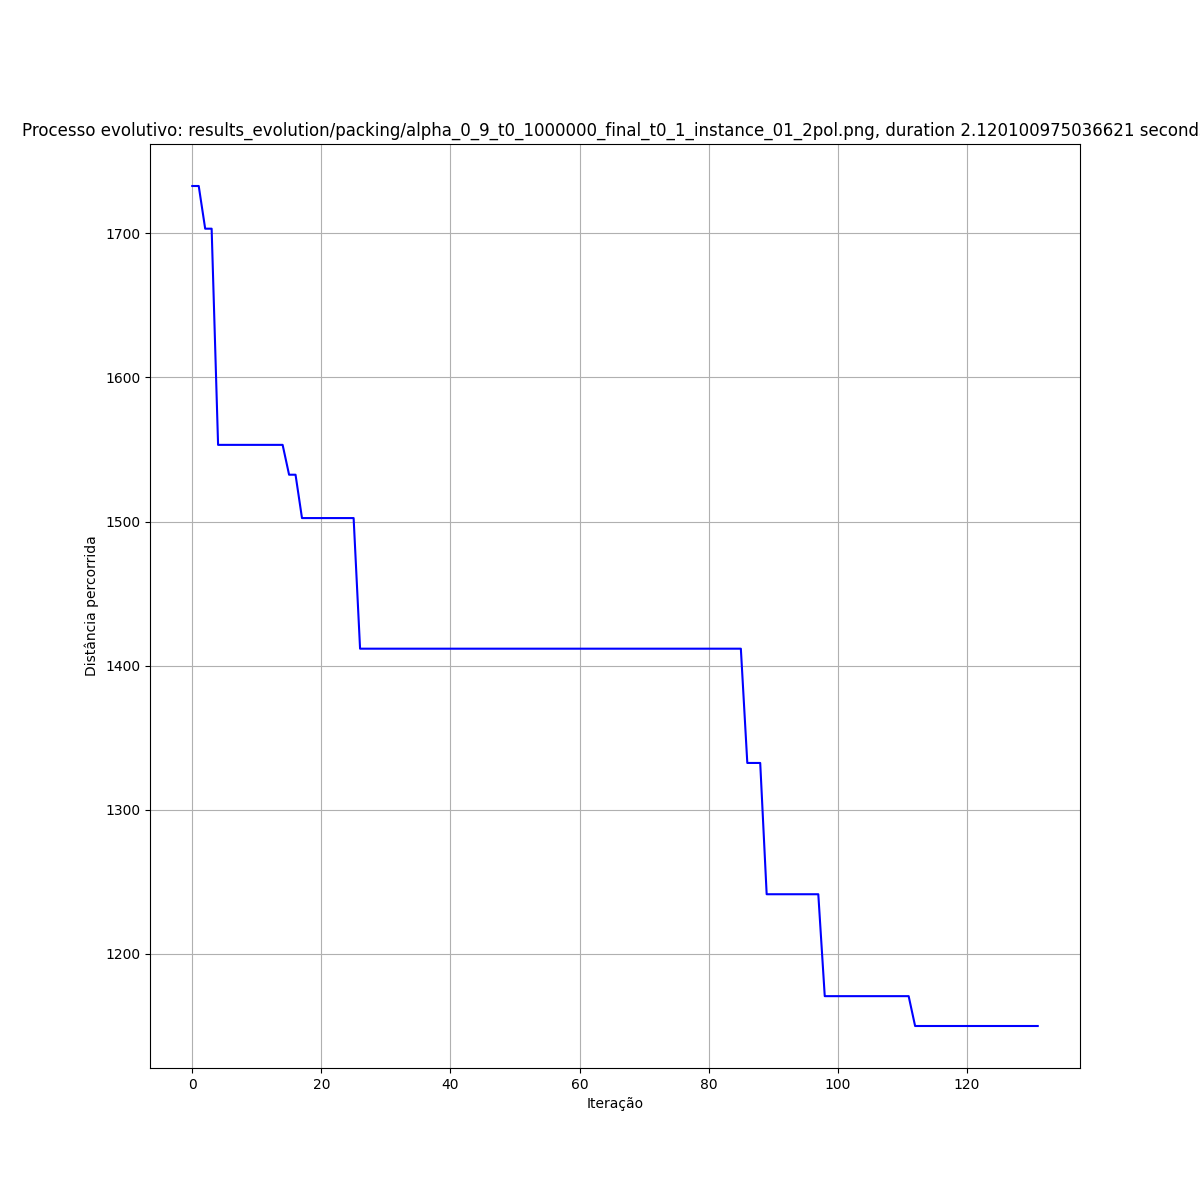 Processo evolutivo: results_evolution/packing/alpha_0_9_t0_1000000_final_t0_1_instance_01_2pol.png, duration 2.120100975036621 second
1700
1600
1500
1400
1300
1200
Distância percorrida
0 20 40 60 80 100 120
Iteração